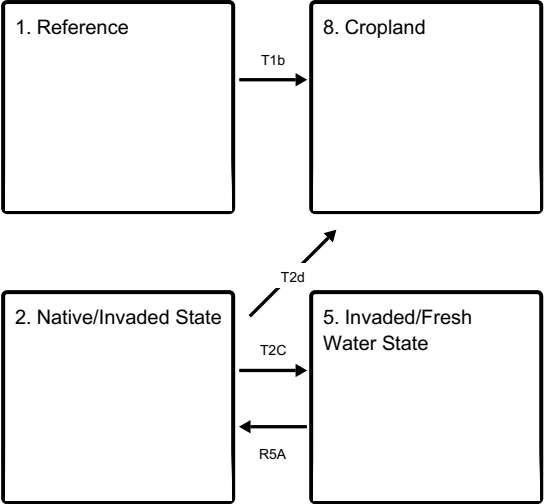 1. Reference
8. Cropland
T1b
T2d
2. Native/Invaded State
5. Invaded/Fresh
Water State
T2C
R5A